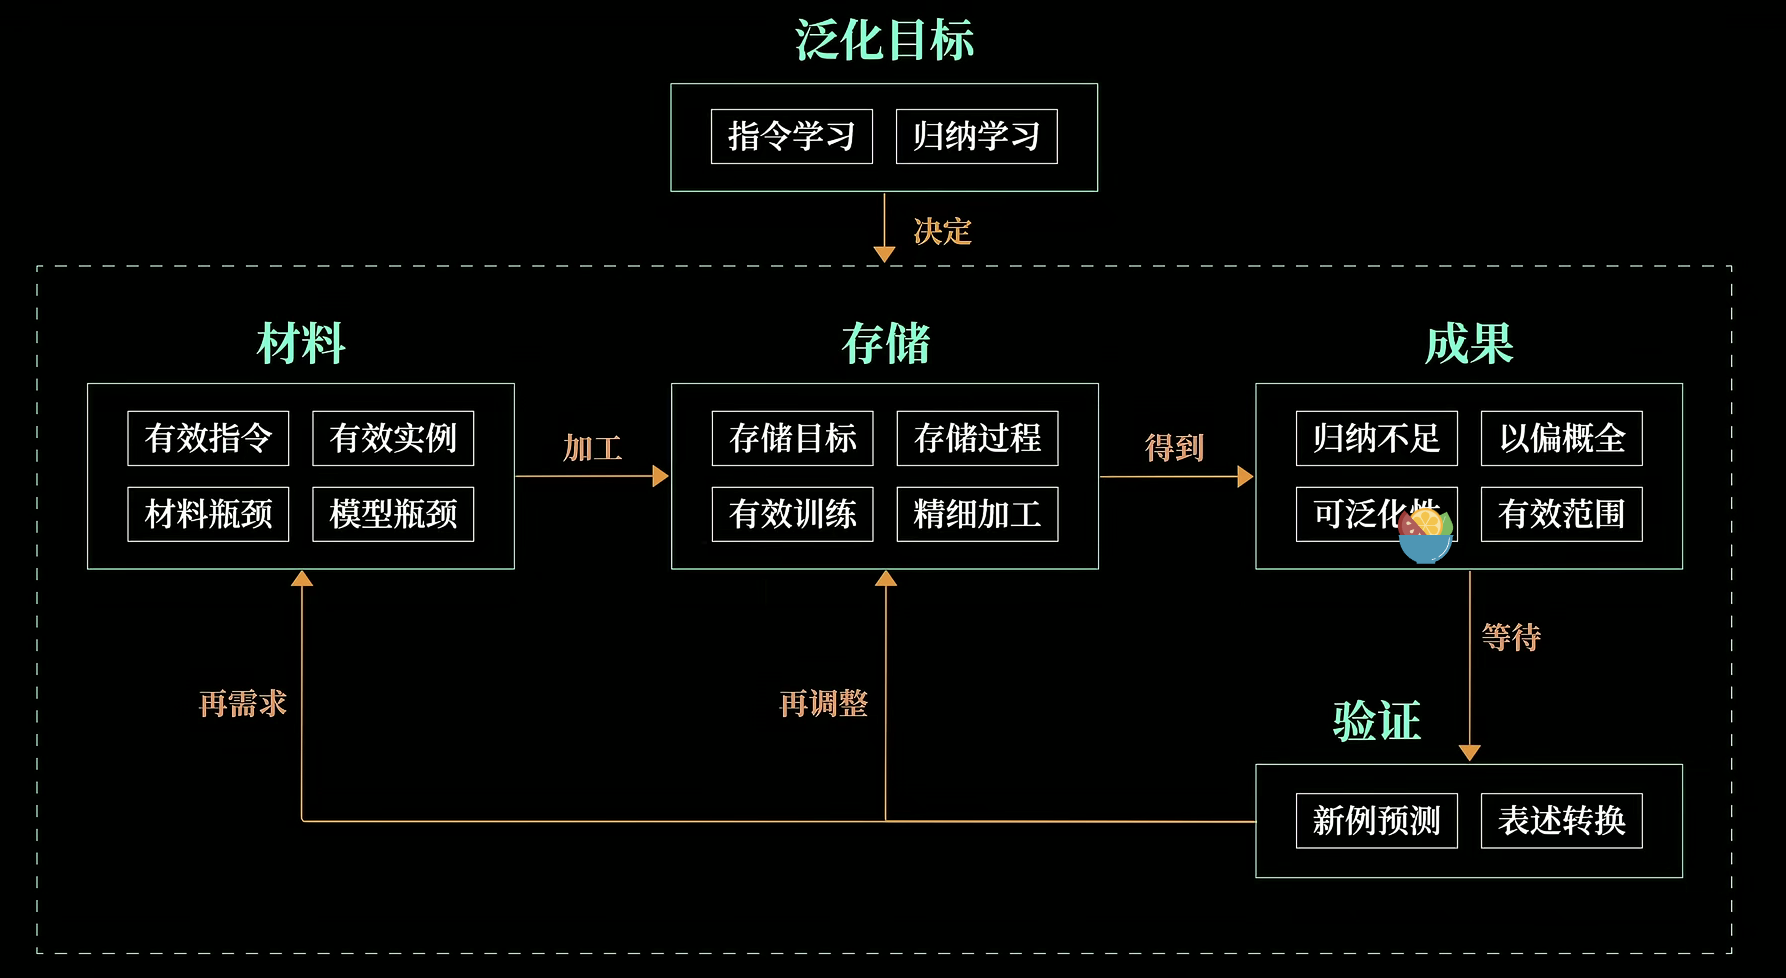 泛化目标
指令学习 归纳学习
决定
材料 存储 成果
有效指令 有效实例 存储目标 存储过程 归纳不足 以偏概全
加工 得到
材料瓶颈 模型瓶颈 有效训练 精细加工 可泛化性 有效范围
等待
再需求 再调整
验证
新例预测 表述转换